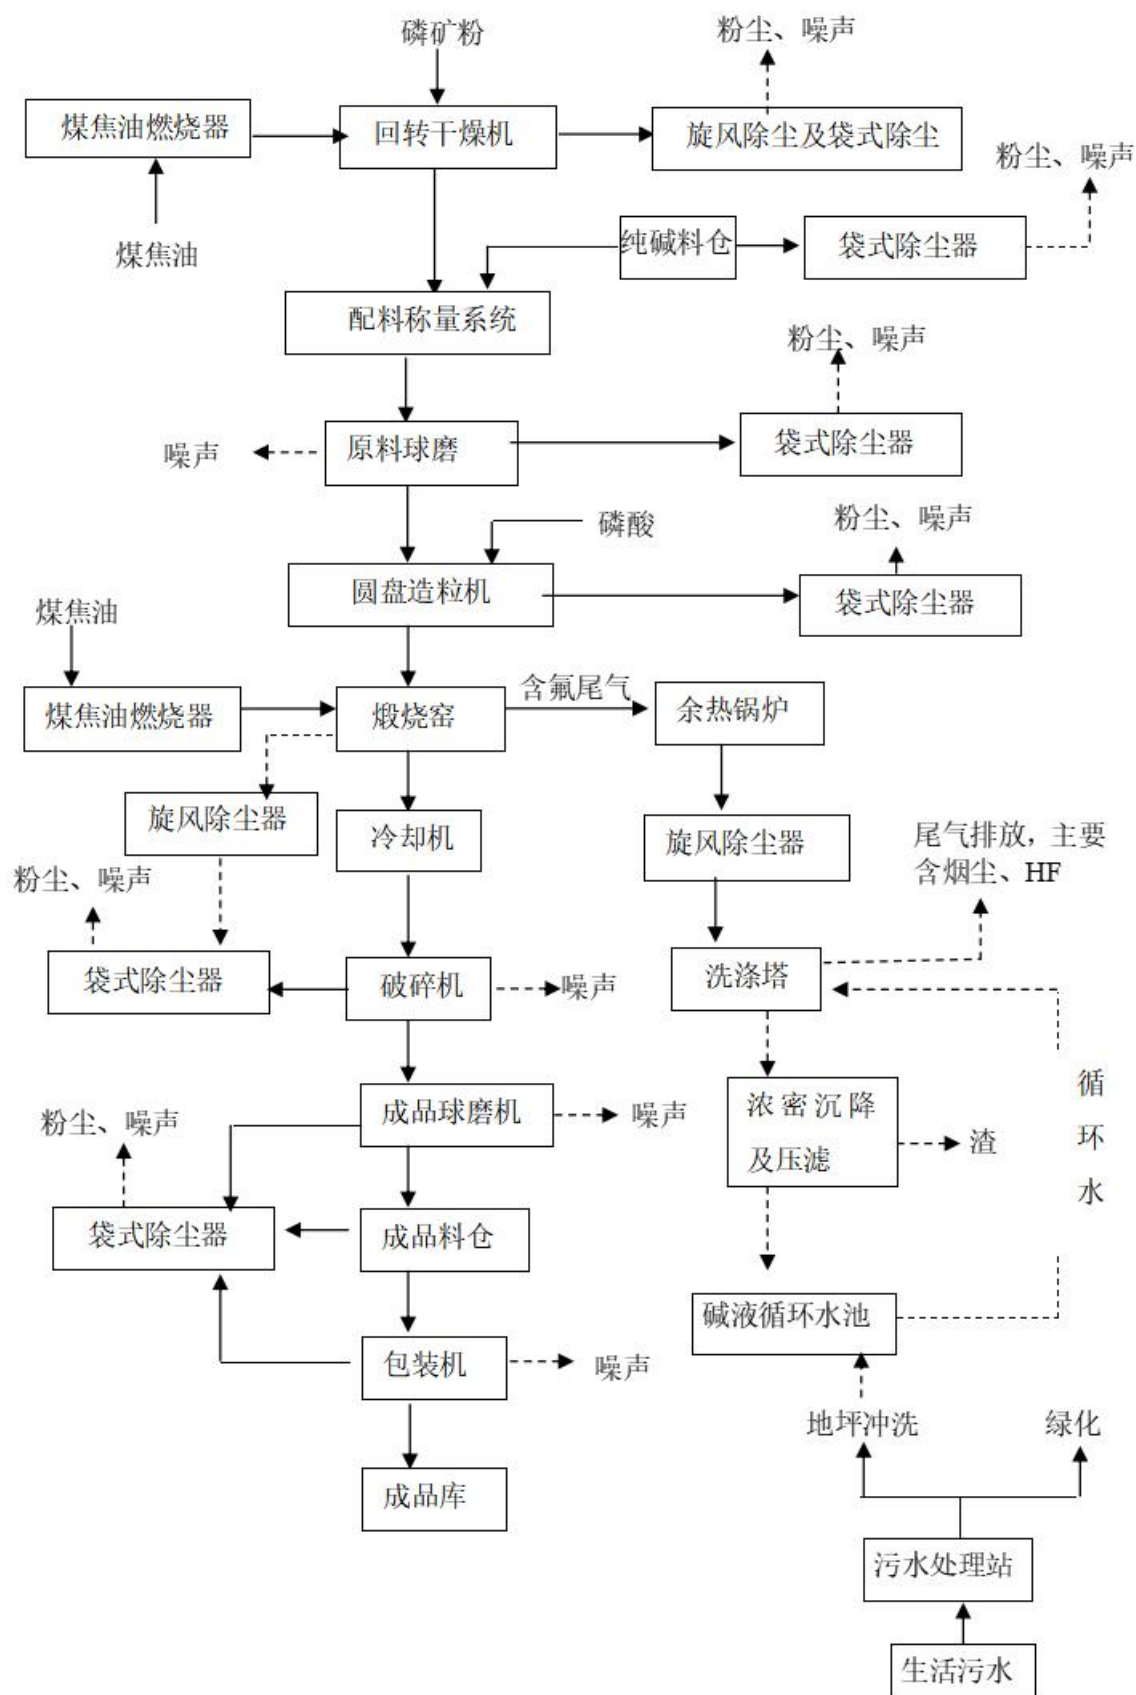 磷矿粉
粉尘、噪声
煤焦油燃烧器
回转干燥机
旋风除尘及袋式除尘
粉尘、噪声
煤焦油
纯碱料仓
袋式除尘器
配料称量系统
粉尘、噪声
噪声
原料球磨
袋式除尘器
磷酸
粉尘、噪声
圆盘造粒机
袋式除尘器
煤焦油
含氟尾气
煤焦油燃烧器
煅烧窑
余热锅炉
旋风除尘器
冷却机
旋风除尘器
尾气排放，主要
含烟尘、HF
粉尘、噪声
袋式除尘器
破碎机
噪声
洗涤塔
循
环
水
粉尘、噪声
成品球磨机
噪声
浓密沉降
及压滤
渣
袋式除尘器
成品料仓
碱液循环水池
包装机
噪声
地坪冲洗
绿化
成品库
污水处理站
生活污水